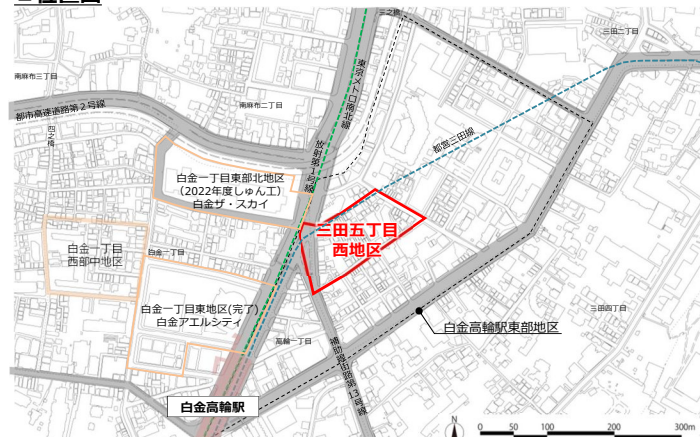 三田二丁目
南麻布三丁目
東京メトロ南北線
都市高速道路第2号線
南麻布二丁目
四之橋
都営三田線
放射第1号線
白金一丁目東部北地区
(2022年度しゅん工)
白金ザ・スカイ
三田五丁目
西地区
白金一丁目
西部中地区
白金一丁目
白金一丁目東地区(完了)
白金アエルシティ
三田四丁目
白金高輪駅東部地区
高輪一丁目
補助線街路第13号線
白金高輪駅
N
0 50 100 200 300m